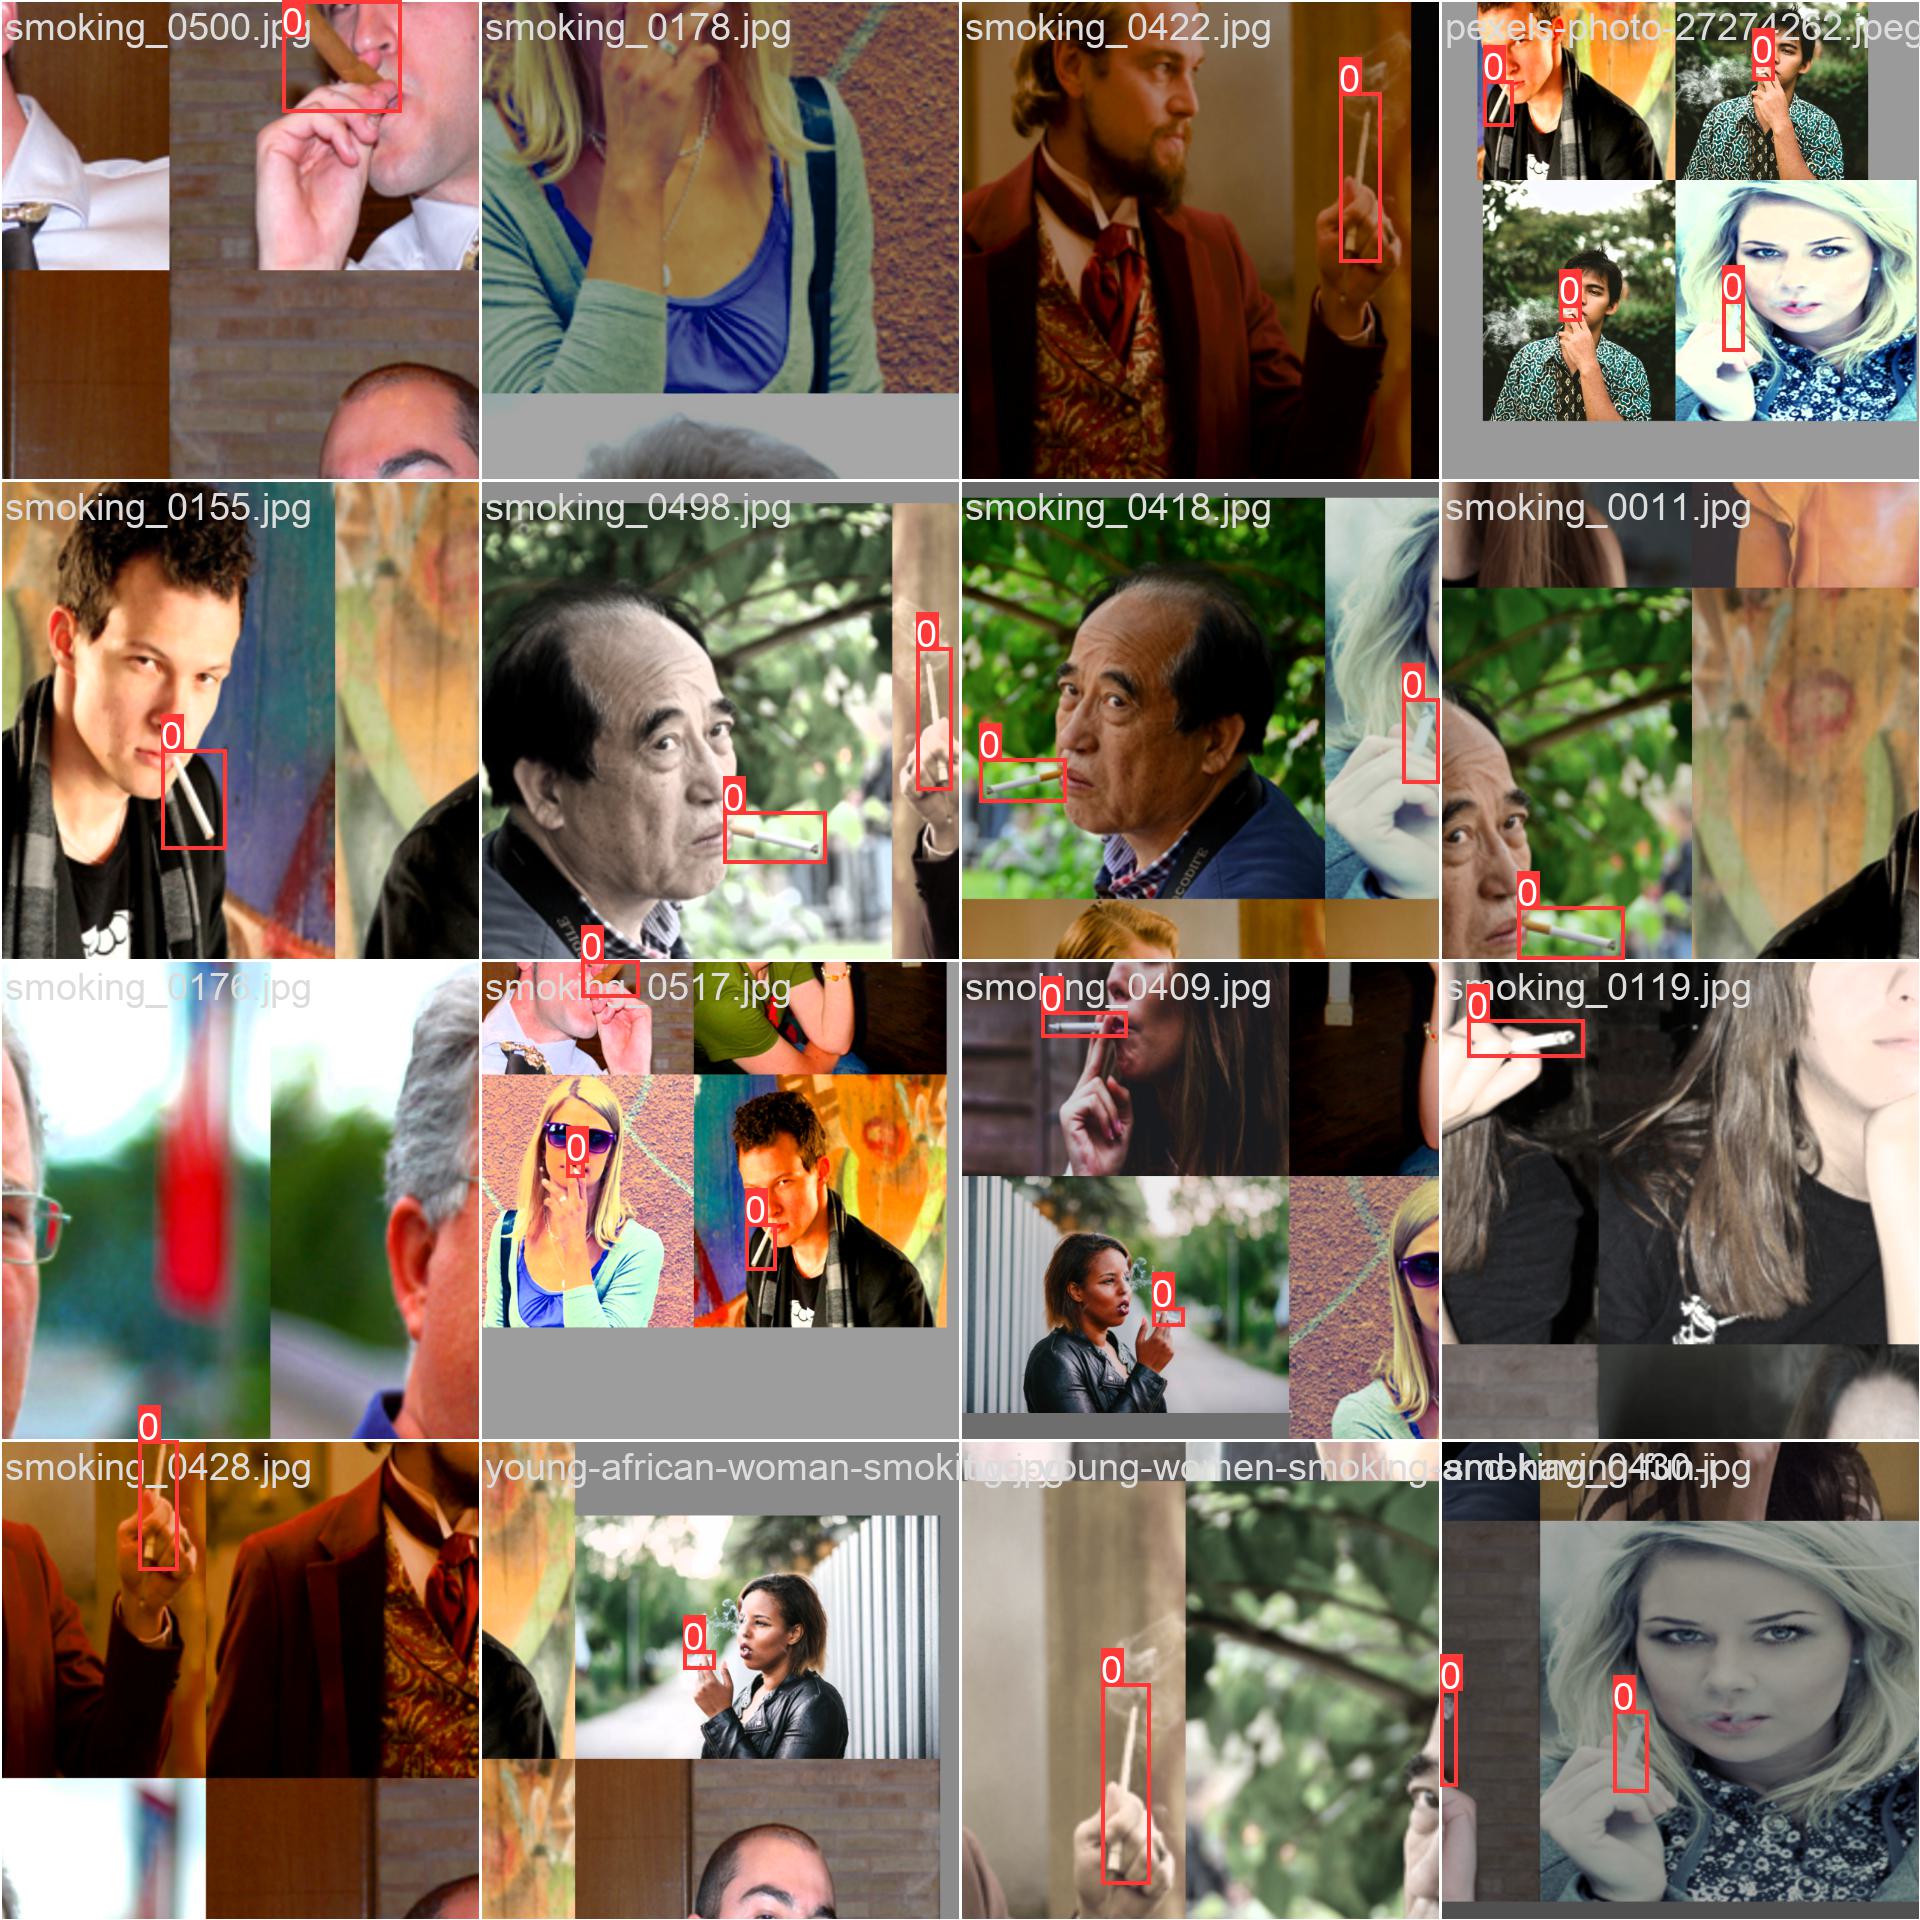 smoking_0500.jpg
0
smoking_0178.jpg
smoking_0422.jpg
0
pexels-photo-27274262.jpeg
0
0
0
0
smoking_0155.jpg
0
smoking_0498.jpg
0
0
smoking_0418.jpg
0
0
CODILE
smoking_0011.jpg
0
smoking_0176.jpg
smoking_0517.jpg
0
0
0
smoking_0409.jpg
0
0
smoking_0119.jpg
0
smoking_0428.jpg
0
young-african-woman-smoking.jpg
0
young-women-smoking-and-having-fun-
0
smoking_0430.jpg
0
0